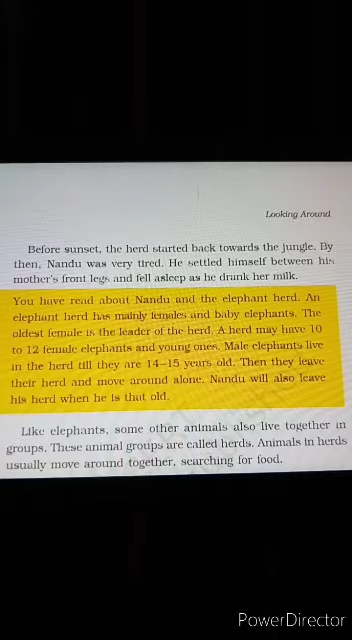 Looking Around
Before sunset, the herd started back towards the jungle. By
then, Nandu was very tired. He settled himself between his
mother's front legs and fell asleep as he drank her milk.
You have read about Nandu and the elephant herd. An
elephant herd has mainly females and baby elephants. The
oldest female is the leader of the herd. A herd may have 10
to 12 female elephants and young ones. Male elephants live
in the herd till they are 14–15 years old. Then they leave
their herd and move around alone. Nandu will also leave
his herd when he is that old.
Like elephants, some other animals also live together in
groups. These animal groups are called herds. Animals in herds
usually move around together, searching for food.
PowerDirector